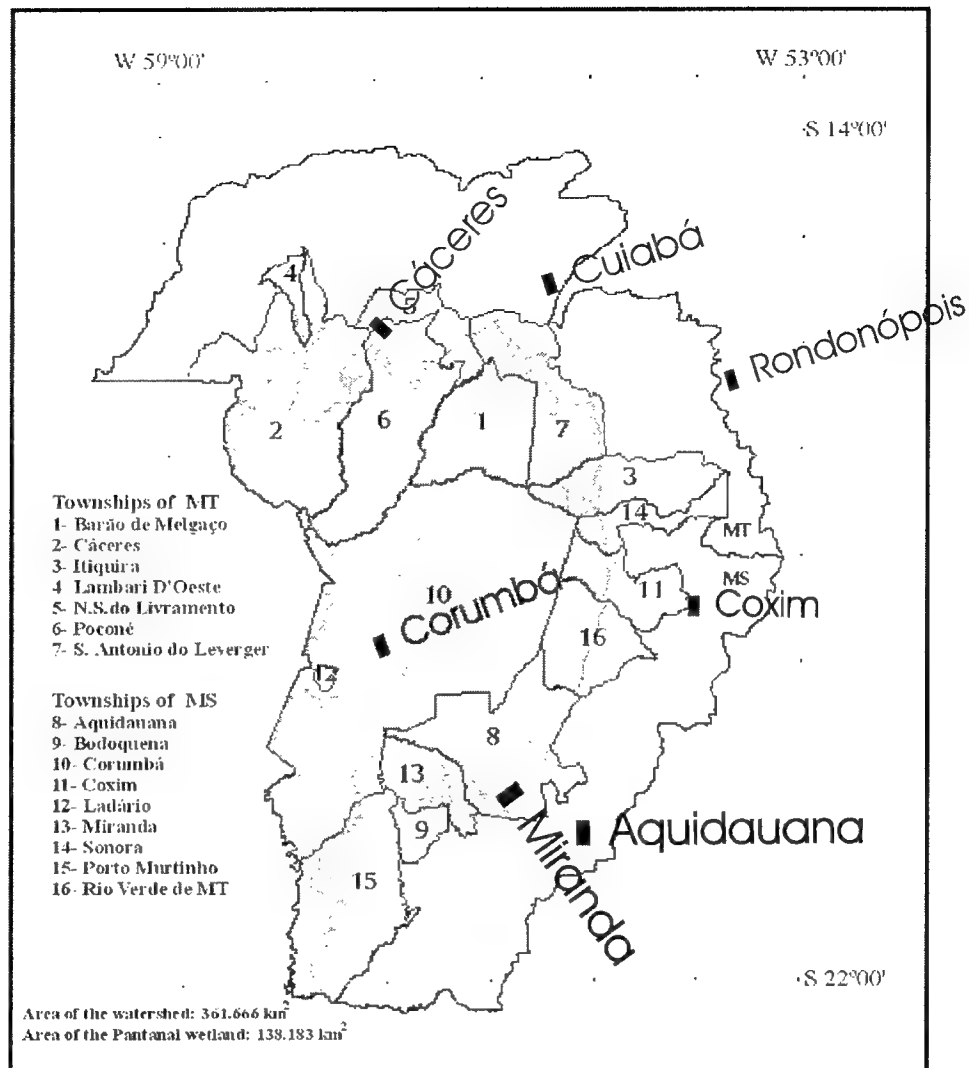 W 59°00'
W 53°00'
S 14°00'
Cáceres
Cuiabá
Rondonópois
4
5
2
6
1
7
3
14
MT
MS
11
Coxim
10
Corumbá
16
12
8
13
9
Miranda
Aquidauana
15
Townships of MT
1- Barão de Melgaço
2- Cáceres
3- Itiquira
4 Lambari D'Oeste
5- N.S.do Livramento
6- Poconé
7- S. Antonio do Leverger
Townships of MS
8- Aquidauana
9- Bodoquena
10- Corumbá
11- Coxim
12- Ladário
13- Miranda
14- Sonora
15- Porto Murtinho
16- Rio Verde de MT
S 22°00'
Area of the watershed: 361.666 km²
Area of the Pantanal wetland: 138.183 km²